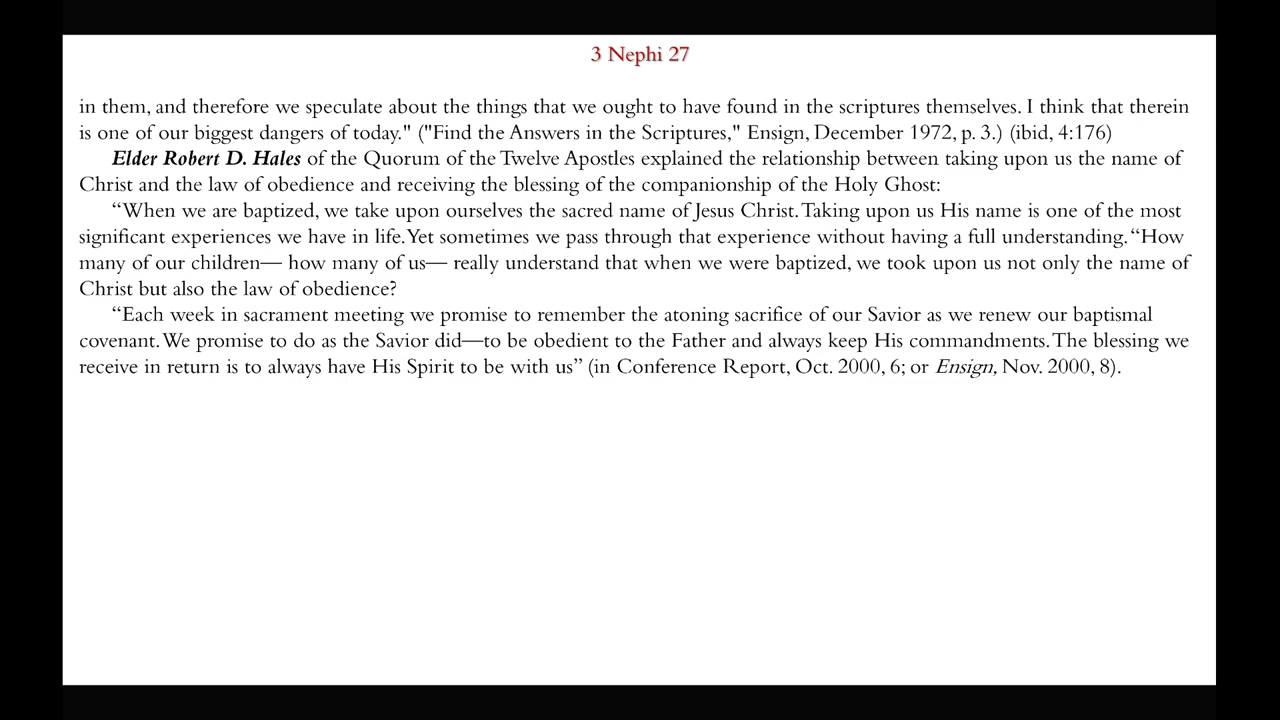 3 Nephi 27
in them, and therefore we speculate about the things that we ought to have found in the scriptures themselves. I think that therein
is one of our biggest dangers of today." ("Find the Answers in the Scriptures," Ensign, December 1972, p. 3.) (ibid, 4:176)
Elder Robert D. Hales of the Quorum of the Twelve Apostles explained the relationship between taking upon us the name of
Christ and the law of obedience and receiving the blessing of the companionship of the Holy Ghost:
“When we are baptized, we take upon ourselves the sacred name of Jesus Christ. Taking upon us His name is one of the most
significant experiences we have in life. Yet sometimes we pass through that experience without having a full understanding. “How
many of our children— how many of us— really understand that when we were baptized, we took upon us not only the name of
Christ but also the law of obedience?
“Each week in sacrament meeting we promise to remember the atoning sacrifice of our Savior as we renew our baptismal
covenant. We promise to do as the Savior did—to be obedient to the Father and always keep His commandments. The blessing we
receive in return is to always have His Spirit to be with us” (in Conference Report, Oct. 2000, 6; or Ensign, Nov. 2000, 8).